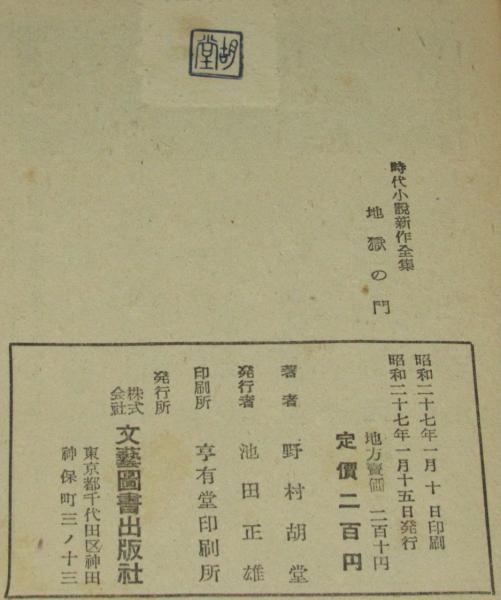 胡堂
時代小説新作全集
地獄の門
昭和二十七年一月十日印刷
昭和二十七年一月十五日発行
地方賣価 二百十円
定價二百円
著者 野村胡堂
発行者 池田正雄
印刷所 享有堂印刷所
発行所
株式会社 文藝圖書出版社
東京都千代田区神田
神保町三ノ十三